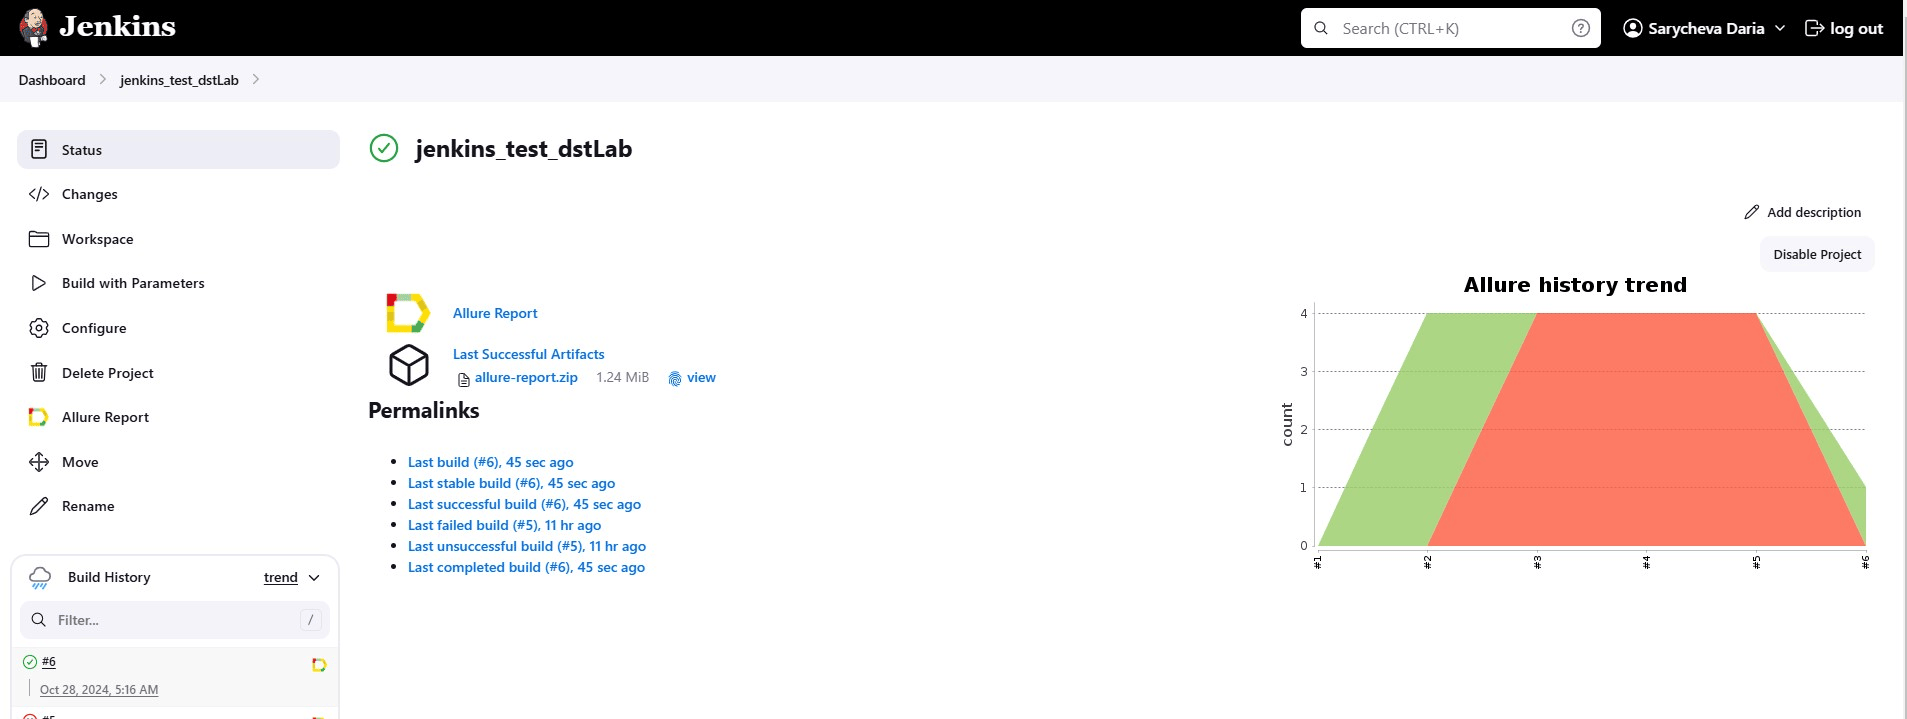 Jenkins
Search (CTRL+K)
?
Sarycheva Daria
log out
Dashboard
jenkins_test_dstLab
Status
Changes
Workspace
Build with Parameters
Configure
Delete Project
Allure Report
Move
Rename
Build History
trend
Filter...
/
#6
Oct 28, 2024, 5:16 AM
#5
jenkins_test_dstLab
Add description
Disable Project
Allure Report
Last Successful Artifacts
allure-report.zip 1.24 MiB view
Permalinks
Last build (#6), 45 sec ago
Last stable build (#6), 45 sec ago
Last successful build (#6), 45 sec ago
Last failed build (#5), 11 hr ago
Last unsuccessful build (#5), 11 hr ago
Last completed build (#6), 45 sec ago
Allure history trend
count
4
3
2
1
0
#1
#2
#3
#4
#5
#6